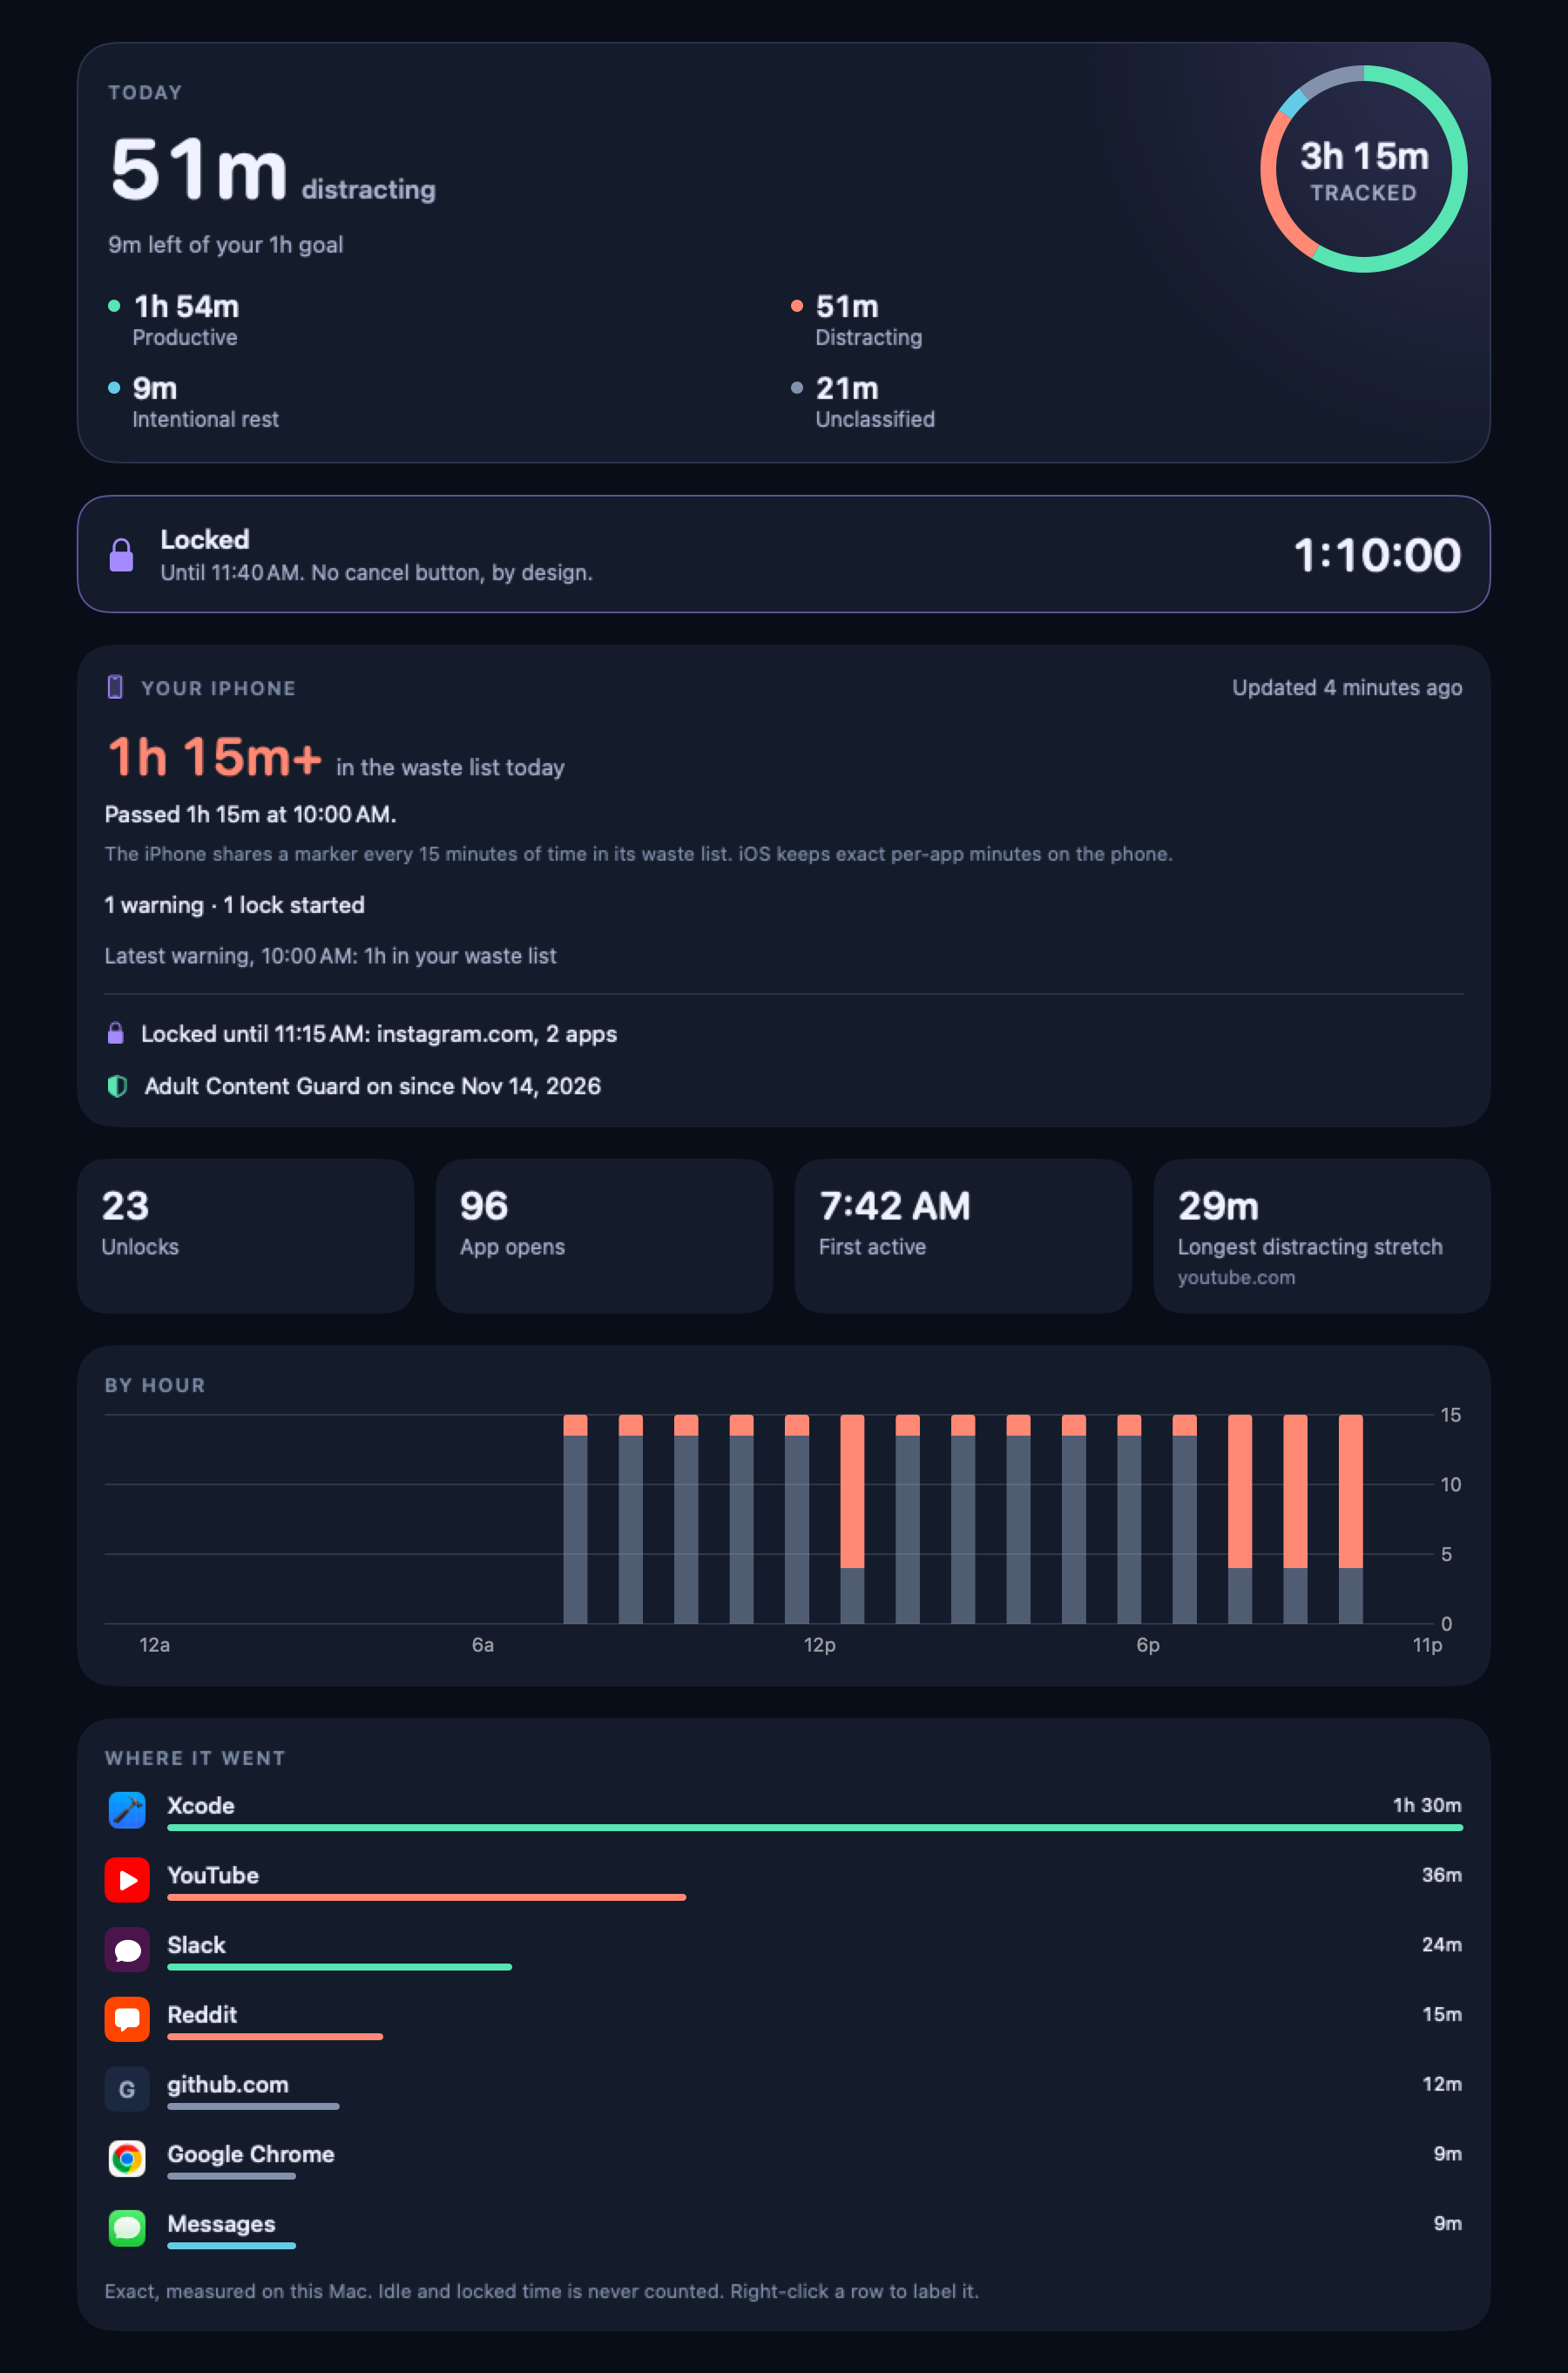 TODAY
51m distracting
9m left of your 1h goal
3h 15m
TRACKED
1h 54m
Productive
51m
Distracting
9m
Intentional rest
21m
Unclassified
Locked
Until 11:40 AM. No cancel button, by design.
1:10:00
YOUR IPHONE
Updated 4 minutes ago
1h 15m+ in the waste list today
Passed 1h 15m at 10:00 AM.
The iPhone shares a marker every 15 minutes of time in its waste list. iOS keeps exact per-app minutes on the phone.
1 warning · 1 lock started
Latest warning, 10:00 AM: 1h in your waste list
Locked until 11:15 AM: instagram.com, 2 apps
Adult Content Guard on since Nov 14, 2026
23
Unlocks
96
App opens
7:42 AM
First active
29m
Longest distracting stretch
youtube.com
BY HOUR
15
10
5
0
12a 6a 12p 6p 11p
WHERE IT WENT
Xcode 1h 30m
YouTube 36m
Slack 24m
Reddit 15m
G github.com 12m
Google Chrome 9m
Messages 9m
Exact, measured on this Mac. Idle and locked time is never counted. Right-click a row to label it.